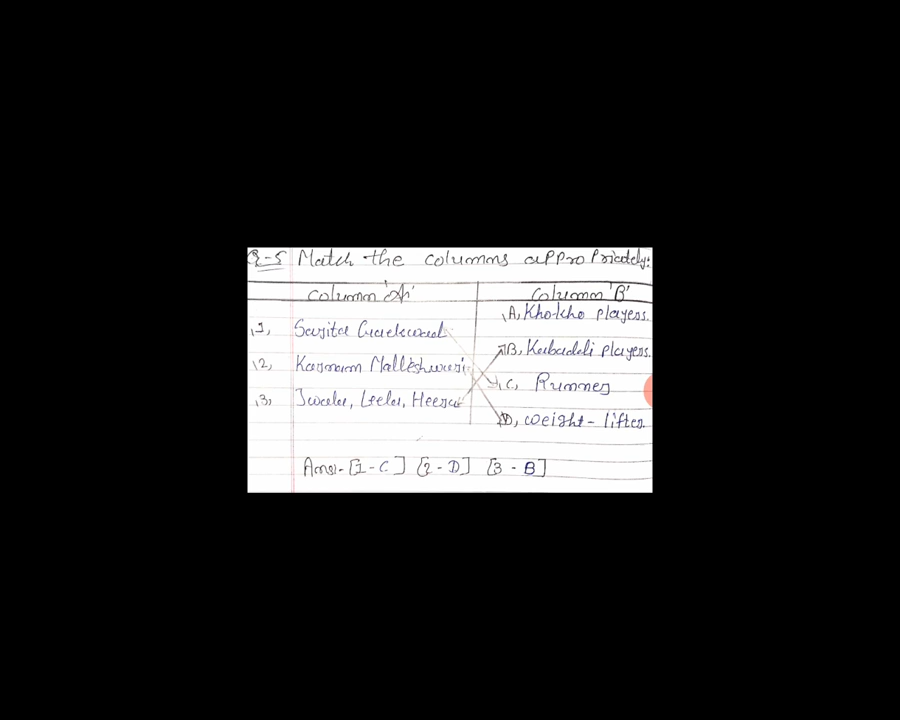 Q-5 Match the columns appropriately:
Column 'A' Column 'B'
A, Kho-kho players.
1, Sarita Gaekwad
B, Kabaddi players.
2, Karnam Malleshwari
C, Runner
3, Jwala, Leela, Heera
D, weight-lifter.
Ans- [1-C] [2-D] [3-B]